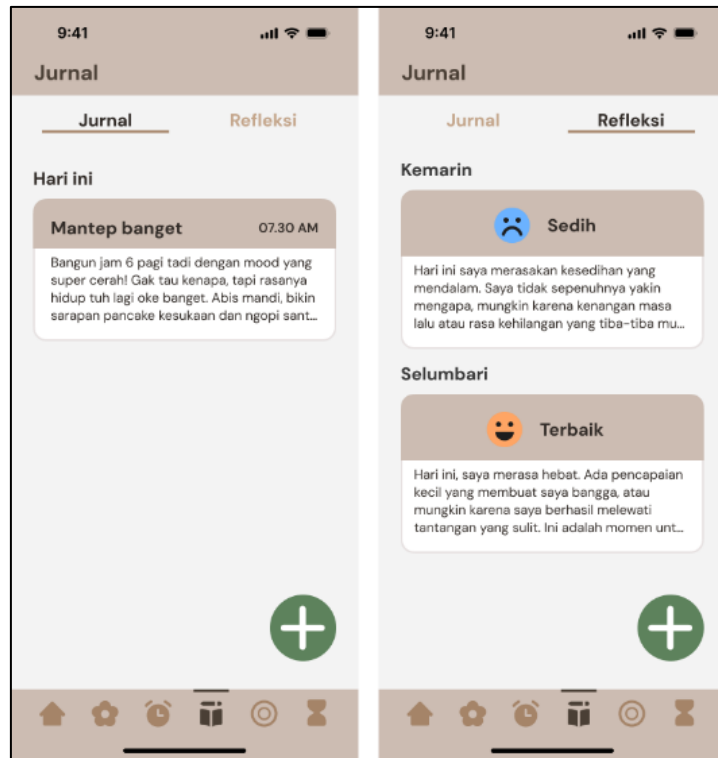 9:41
Jurnal
Jurnal Refleksi
Hari ini
Mantep banget 07.30 AM
Bangun jam 6 pagi tadi dengan mood yang
super cerah! Gak tau kenapa, tapi rasanya
hidup tuh lagi oke banget. Abis mandi, bikin
sarapan pancake kesukaan dan ngopi sant...
9:41
Jurnal
Jurnal Refleksi
Kemarin
Sedih
Hari ini saya merasakan kesedihan yang
mendalam. Saya tidak sepenuhnya yakin
mengapa, mungkin karena kenangan masa
lalu atau rasa kehilangan yang tiba-tiba mu...
Selumbari
Terbaik
Hari ini, saya merasa hebat. Ada pencapaian
kecil yang membuat saya bangga, atau
mungkin karena saya berhasil melewati
tantangan yang sulit. Ini adalah momen unt...